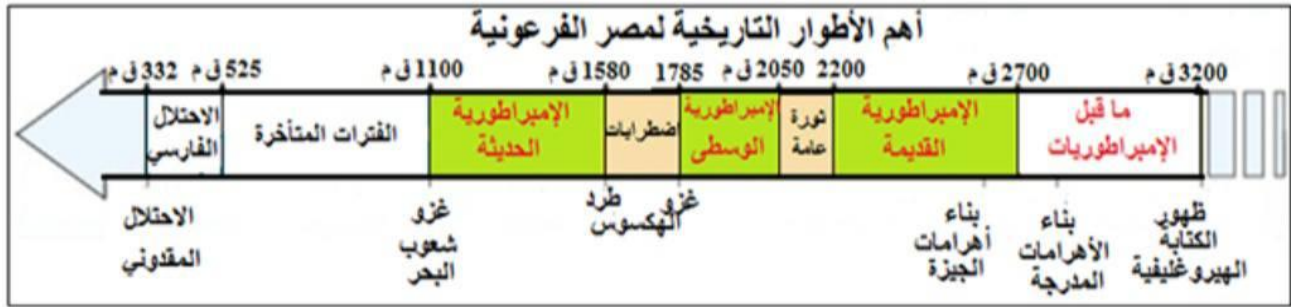 أهم الأطوار التاريخية لمصر الفرعونية
3200 ق م
2700 ق م
2200
2050 ق م
1785
1580 ق م
1100 ق م
525 ق م
332 ق م
ما قبل
الإمبراطوريات
الإمبراطورية
القديمة
ثورة
عامة
الإمبراطورية
الوسطى
اضطرابات
الإمبراطورية
الحديثة
الفترات المتأخرة
الاحتلال
الفارسي
ظهور
الكتابة
الهيروغليفية
بناء
الأهرامات
المدرجة
بناء
أهرامات
الجيزة
غزو
طرد
الهكسوس
غزو
شعوب
البحر
الاحتلال
المقدوني